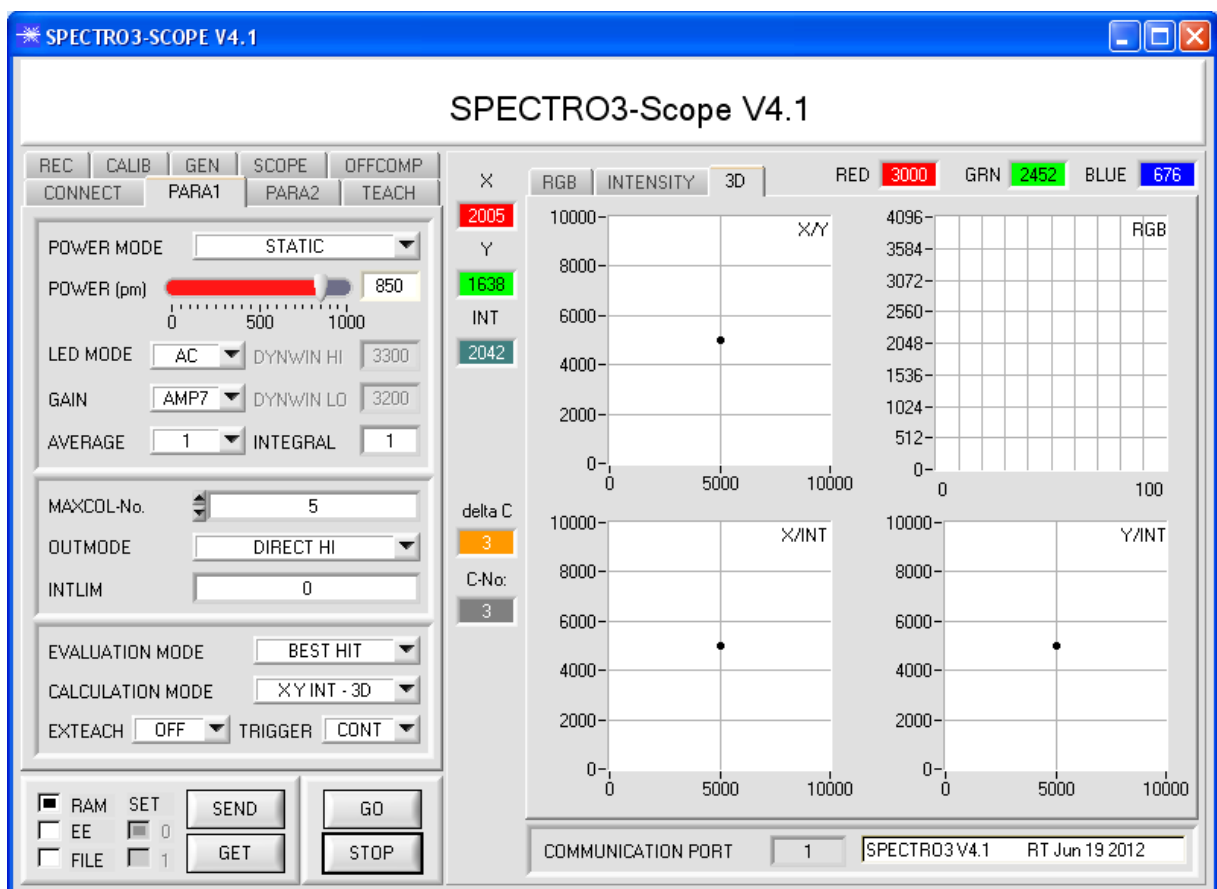 SPECTRO3-SCOPE V4.1
SPECTRO3-Scope V4.1
REC CALIB GEN SCOPE OFFCOMP
CONNECT PARA1 PARA2 TEACH
POWER MODE STATIC
POWER (pm) 850
0 500 1000
LED MODE AC DYNWIN HI 3300
GAIN AMP7 DYNWIN LO 3200
AVERAGE 1 INTEGRAL 1
MAXCOL-No. 5
OUTMODE DIRECT HI
INTLIM 0
EVALUATION MODE BEST HIT
CALCULATION MODE X Y INT - 3D
EXTEACH OFF TRIGGER CONT
RAM SET SEND GO
EE 0
FILE 1 GET STOP
X
2005
Y
1638
INT
2042
delta C
3
C-No:
3
RGB INTENSITY 3D RED 3000 GRN 2452 BLUE 676
X/Y
10000
8000
6000
4000
2000
0
0 5000 10000
RGB
4096
3584
3072
2560
2048
1536
1024
512
0
0 100
X/INT
10000
8000
6000
4000
2000
0
0 5000 10000
Y/INT
10000
8000
6000
4000
2000
0
0 5000 10000
COMMUNICATION PORT 1 SPECTRO3 V4.1 RT Jun 19 2012